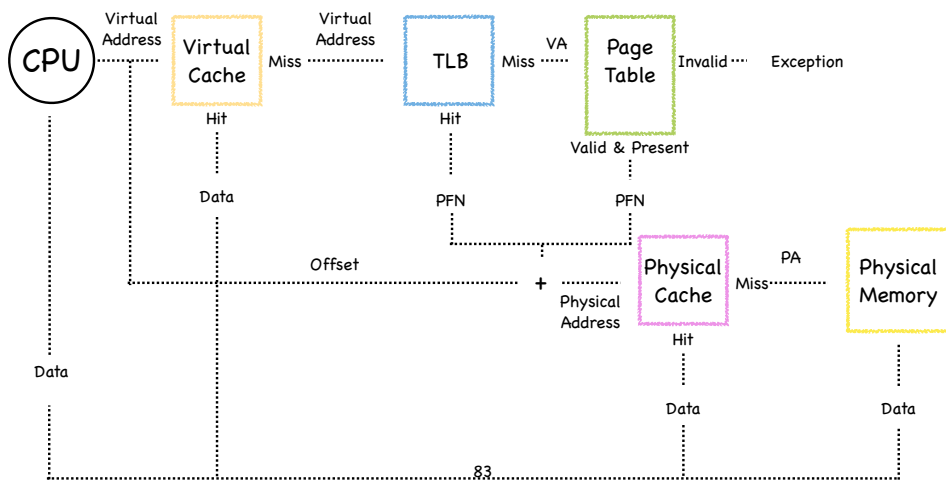 Virtual
Address
Virtual
Address
CPU
Virtual
Cache
Miss
TLB
Miss
VA
Page
Table
Invalid
Exception
Hit
Hit
Valid & Present
Data
PFN
PFN
Offset
+
Physical
Address
Physical
Cache
Miss
PA
Physical
Memory
Hit
Data
Data
Data
83